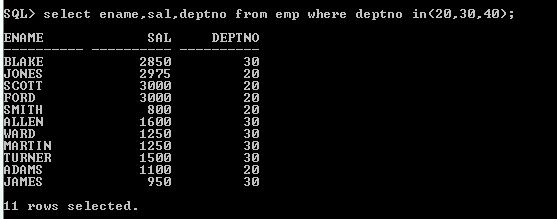 SQL> select ename,sal,deptno from emp where deptno in(20,30,40);
ENAME SAL DEPTNO
---------- ---------- ----------
BLAKE 2850 30
JONES 2975 20
SCOTT 3000 20
FORD 3000 20
SMITH 800 20
ALLEN 1600 30
WARD 1250 30
MARTIN 1250 30
TURNER 1500 30
ADAMS 1100 20
JAMES 950 30
11 rows selected.